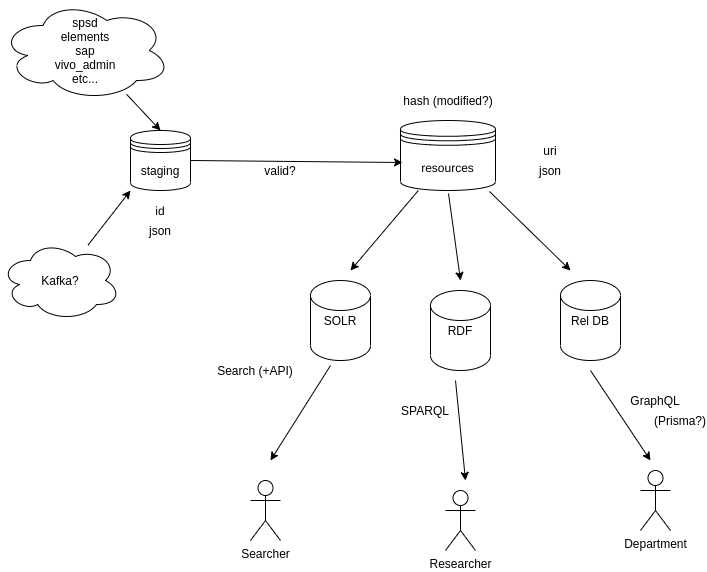 spsd
elements
sap
vivo_admin
etc...
hash (modified?)
staging
valid?
resources
uri
json
id
json
Kafka?
SOLR
RDF
Rel DB
Search (+API)
SPARQL
GraphQL
(Prisma?)
Searcher
Researcher
Department